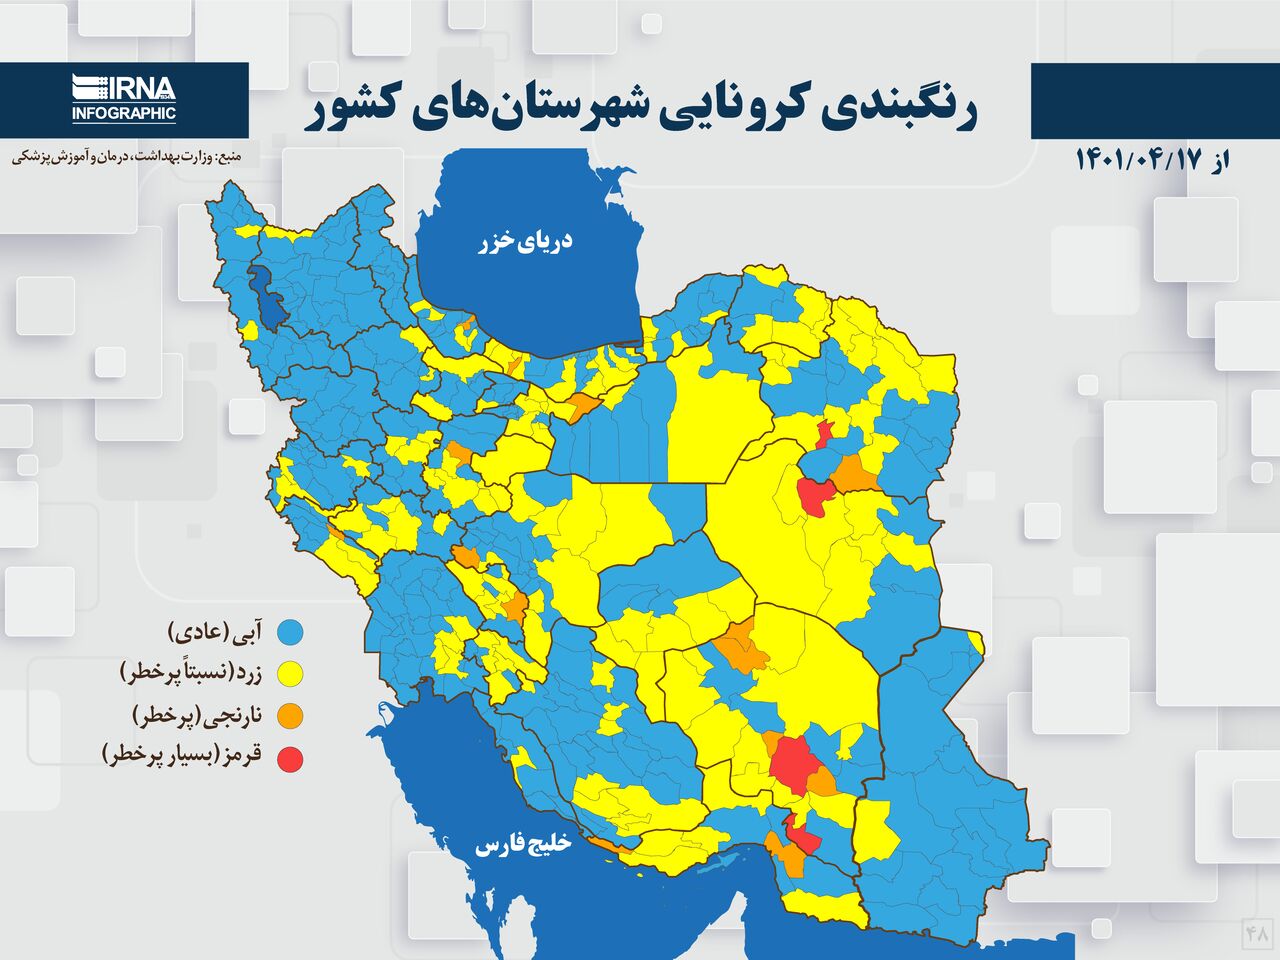 IRNA
INFOGRAPHIC
رنگبندی کرونایی شهرستان‌های کشور
منبع: وزارت بهداشت، درمان و آموزش پزشکی
از ۱۴۰۱/۰۴/۱۷
دریای خزر
آبی (عادی)
زرد (نسبتاً پرخطر)
نارنجی (پرخطر)
قرمز (بسیار پرخطر)
خلیج فارس
۴۸